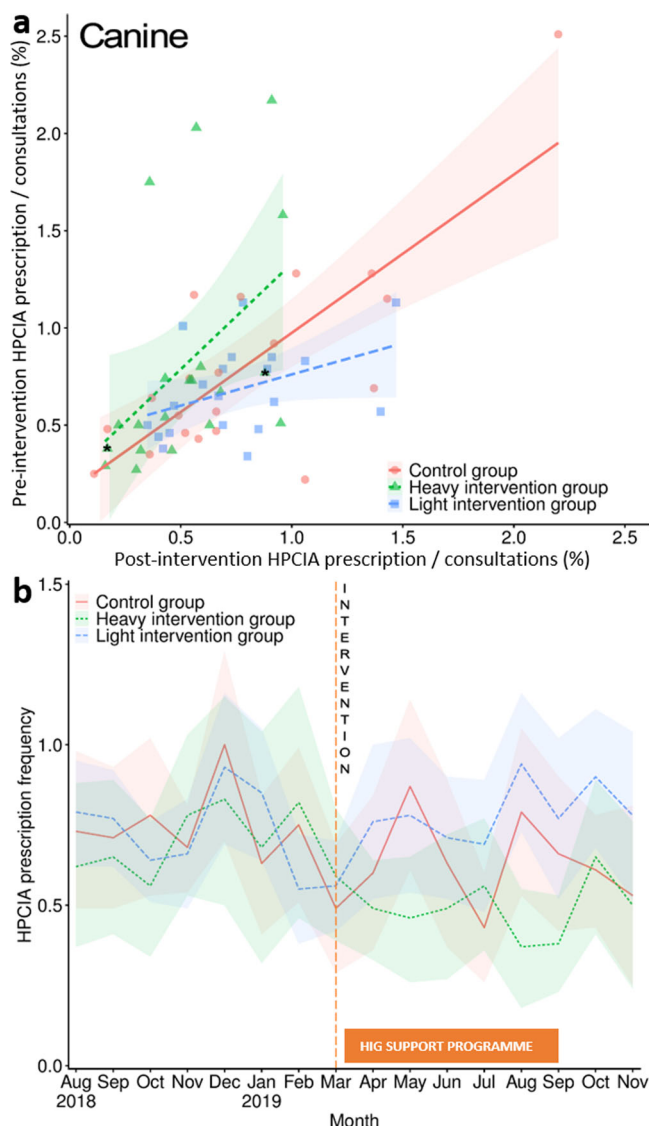 a
Canine
Pre-intervention HPCIA prescription / consultations (%)
2.5
2.0
1.5
1.0
0.5
0.0
*
*
Control group
Heavy intervention group
Light intervention group
0.0 0.5 1.0 1.5 2.0 2.5
Post-intervention HPCIA prescription / consultations (%)
b
HPCIA prescription frequency
1.5
1.0
0.5
0.0
Control group
Heavy intervention group
Light intervention group
INTERVENTION
HIG SUPPORT PROGRAMME
Aug Sep Oct Nov Dec Jan Feb Mar Apr May Jun Jul Aug Sep Oct Nov
2018 2019
Month